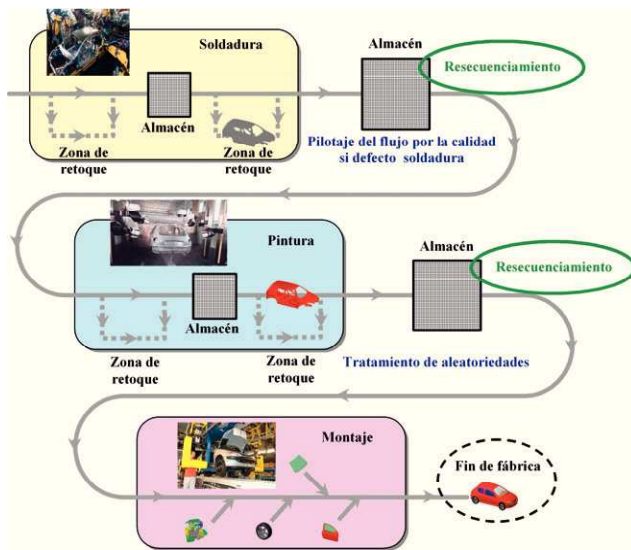 Soldadura
Almacén
Resecuenciamiento
Almacén
Zona de
retoque
Zona de
retoque
Pilotaje del flujo por la calidad
si defecto soldadura
Pintura
Almacén
Resecuenciamiento
Almacén
Zona de
retoque
Zona de
retoque
Tratamiento de aleatoriedades
Montaje
Fin de fábrica